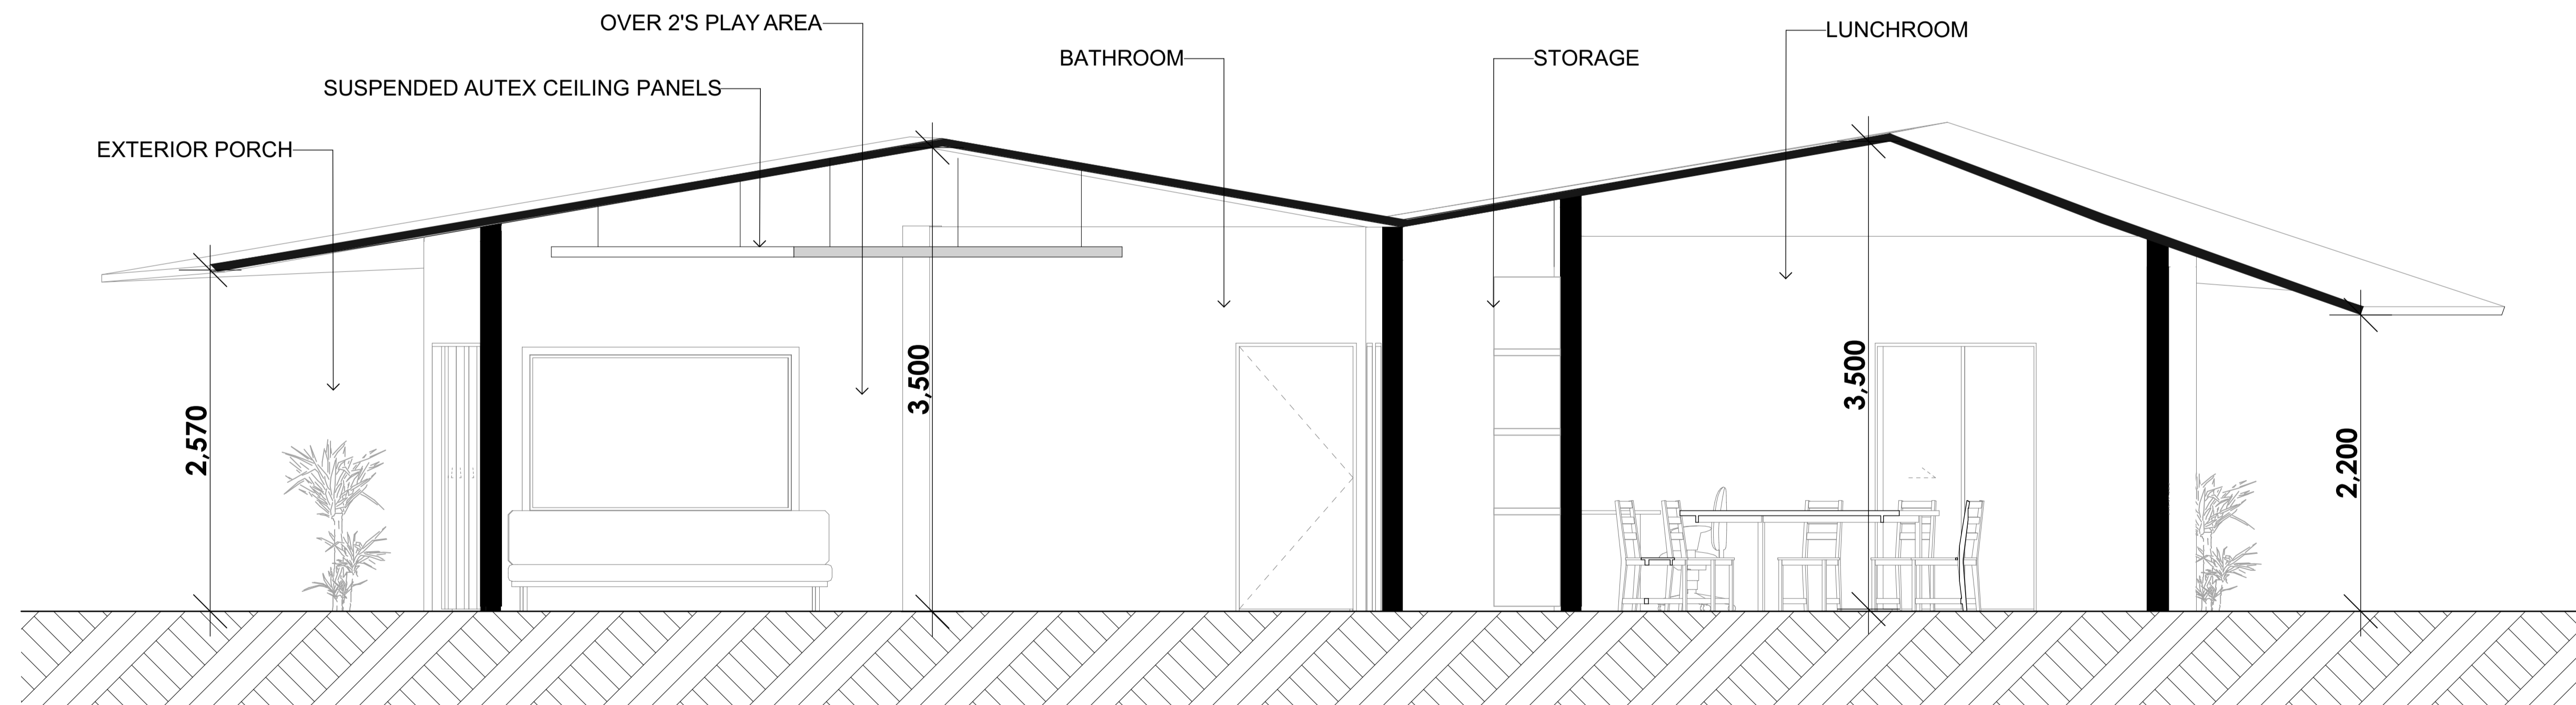 OVER 2'S PLAY AREA
LUNCHROOM
BATHROOM
STORAGE
SUSPENDED AUTEX CEILING PANELS
EXTERIOR PORCH
2,570
3,500
3,500
2,200